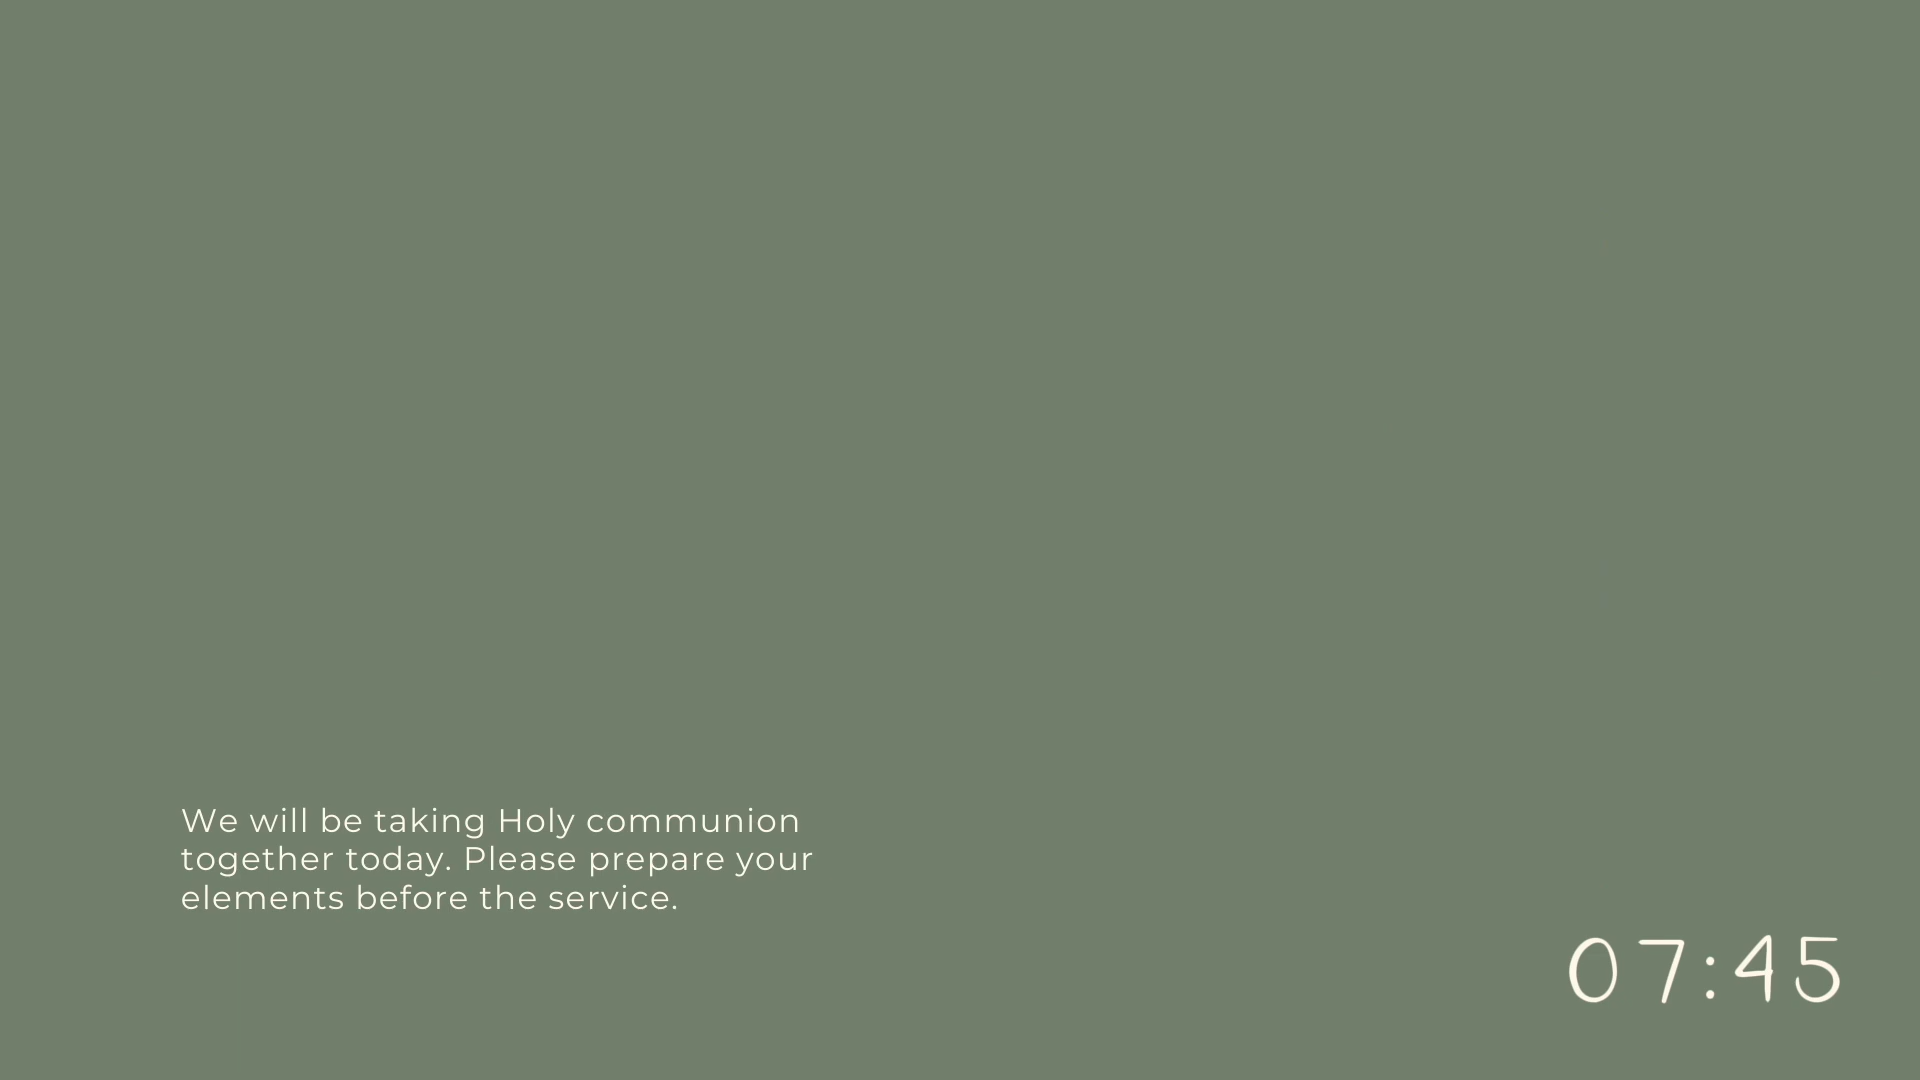 We will be taking Holy communion
together today. Please prepare your
elements before the service.
07:45